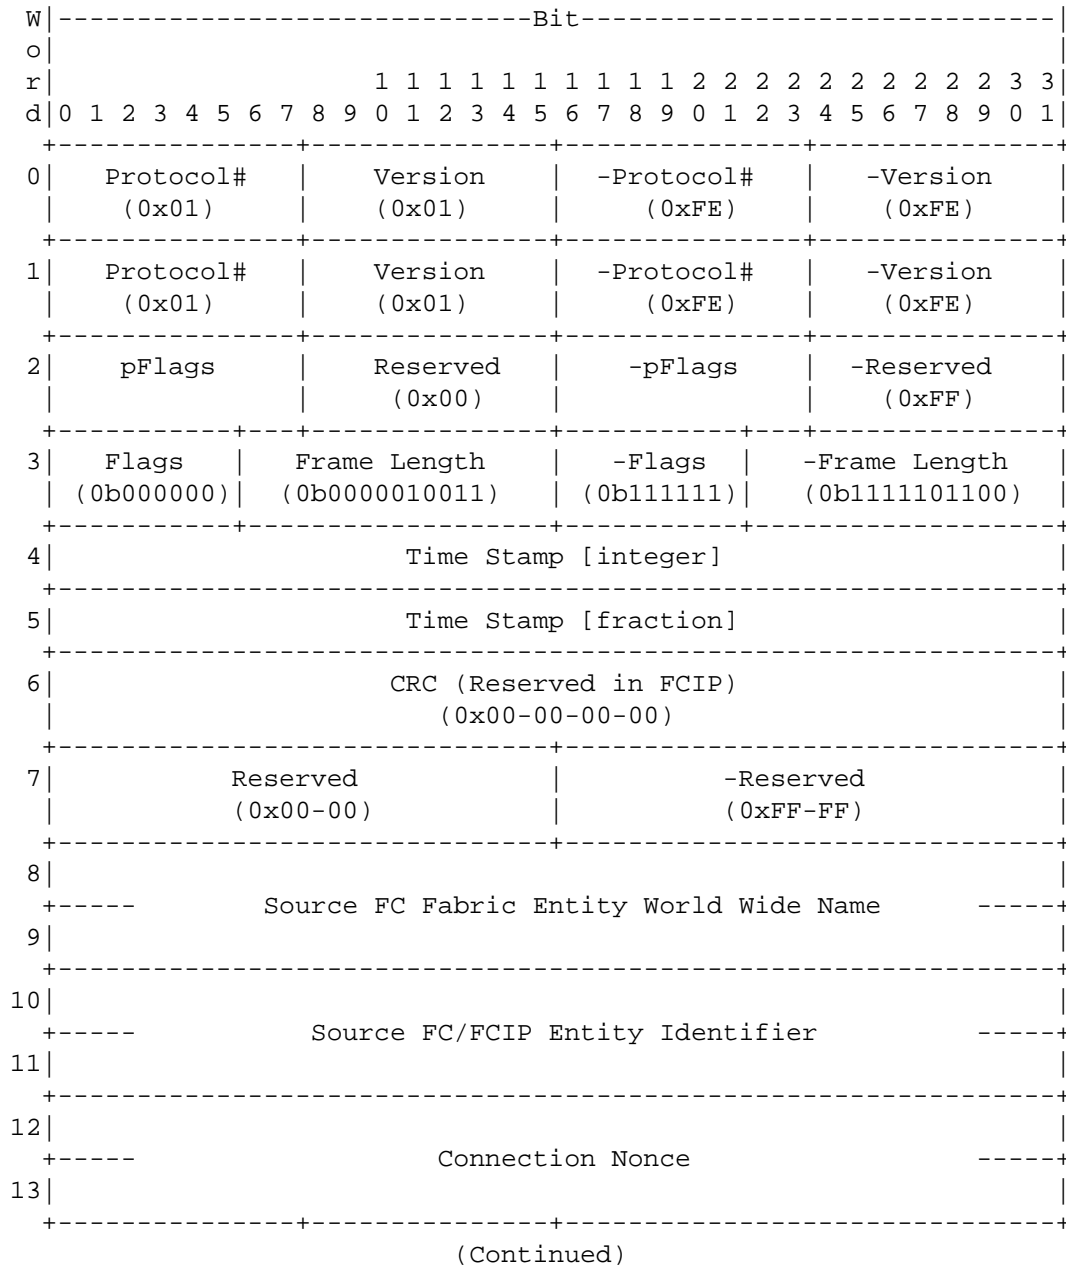 W|------------------------------Bit------------------------------|
o|                                                               |
r|                    1 1 1 1 1 1 1 1 1 1 2 2 2 2 2 2 2 2 2 2 3 3|
d|0 1 2 3 4 5 6 7 8 9 0 1 2 3 4 5 6 7 8 9 0 1 2 3 4 5 6 7 8 9 0 1|
 +---------------+---------------+---------------+---------------+
0|   Protocol#   |    Version    |  -Protocol#   |   -Version    |
 |    (0x01)     |    (0x01)     |     (0xFE)    |    (0xFE)     |
 +---------------+---------------+---------------+---------------+
1|   Protocol#   |    Version    |  -Protocol#   |   -Version    |
 |    (0x01)     |    (0x01)     |     (0xFE)    |    (0xFE)     |
 +---------------+---------------+---------------+---------------+
2|    pFlags     |    Reserved   |    -pFlags    |  -Reserved    |
 |               |     (0x00)    |               |    (0xFF)     |
 +-----------+---+---------------+-----------+---+---------------+
3|   Flags   |   Frame Length    |   -Flags  |   -Frame Length   |
 | (0b000000)|  (0b0000010011)   | (0b111111)|   (0b1111101100)  |
 +-----------+-------------------+-----------+-------------------+
4|                      Time Stamp [integer]                     |
 +---------------------------------------------------------------+
5|                      Time Stamp [fraction]                    |
 +---------------------------------------------------------------+
6|                     CRC (Reserved in FCIP)                    |
 |                        (0x00-00-00-00)                        |
 +-------------------------------+-------------------------------+
7|           Reserved            |          -Reserved            |
 |           (0x00-00)           |          (0xFF-FF)            |
 +-------------------------------+-------------------------------+
8|                                                               |
 +-----        Source FC Fabric Entity World Wide Name      -----+
9|                                                               |
 +---------------------------------------------------------------+
10|                                                               |
 +-----           Source FC/FCIP Entity Identifier          -----+
11|                                                               |
 +---------------------------------------------------------------+
12|                                                               |
 +-----                   Connection Nonce                  -----+
13|                                                               |
 +---------------+---------------+-------------------------------+
(Continued)